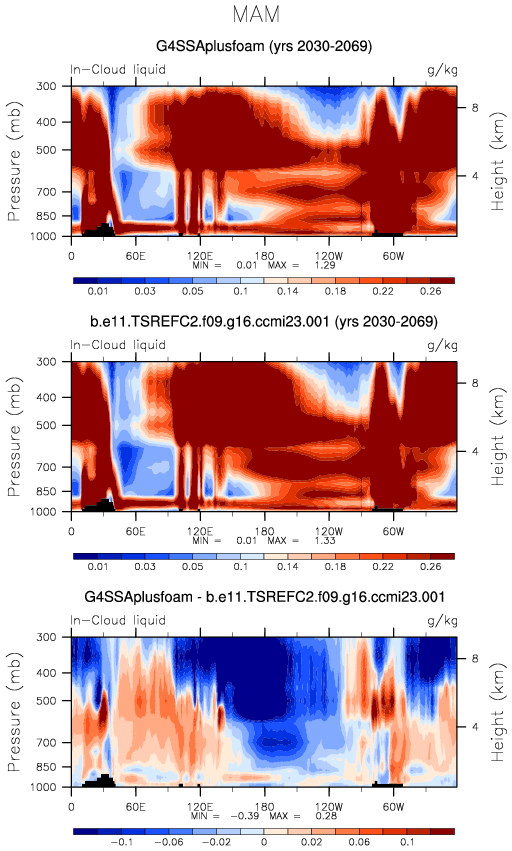 MAM
G4SSAplusfoam (yrs 2030-2069)
In-Cloud liquid g/kg
Pressure (mb)
300
400
500
700
850
1000
8
4
Height (km)
0 60E 120E 180 120W 60W
MIN = 0.01 MAX = 1.29
0.01 0.03 0.05 0.1 0.14 0.18 0.22 0.26
b.e11.TSREFC2.f09.g16.ccmi23.001 (yrs 2030-2069)
In-Cloud liquid g/kg
Pressure (mb)
300
400
500
700
850
1000
8
4
Height (km)
0 60E 120E 180 120W 60W
MIN = 0.01 MAX = 1.33
0.01 0.03 0.05 0.1 0.14 0.18 0.22 0.26
G4SSAplusfoam - b.e11.TSREFC2.f09.g16.ccmi23.001
In-Cloud liquid g/kg
Pressure (mb)
300
400
500
700
850
1000
8
4
Height (km)
0 60E 120E 180 120W 60W
MIN = -0.39 MAX = 0.28
-0.1 -0.06 -0.02 0 0.02 0.06 0.1